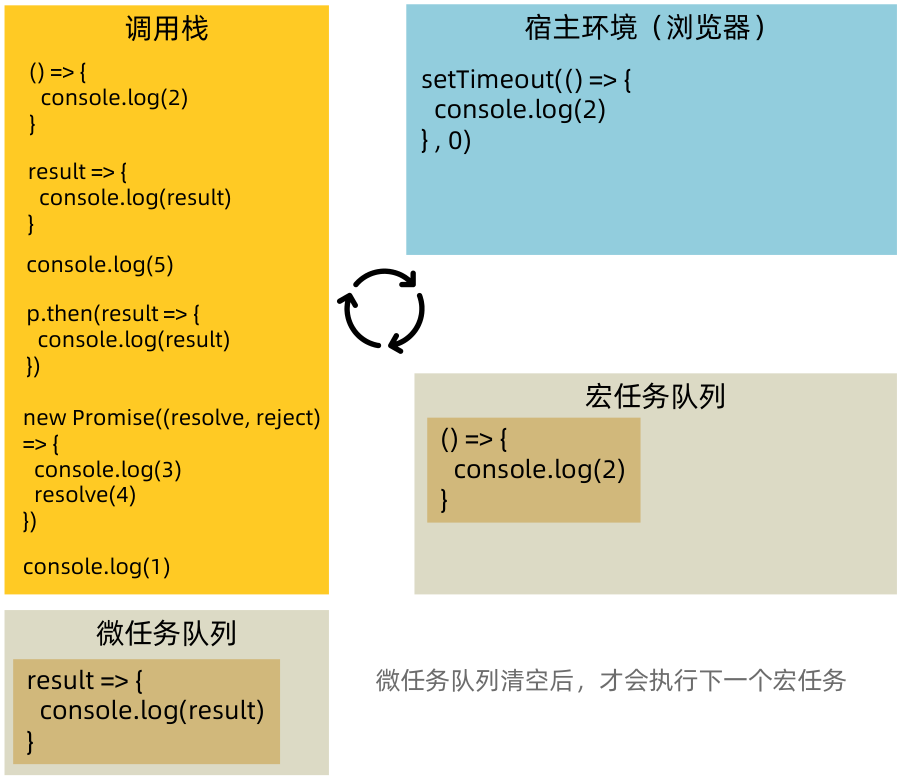 调用栈
() => {
  console.log(2)
}
result => {
  console.log(result)
}
console.log(5)
p.then(result => {
  console.log(result)
})
new Promise((resolve, reject)
=> {
  console.log(3)
  resolve(4)
})
console.log(1)
宿主环境（浏览器）
setTimeout(() => {
  console.log(2)
} , 0)
宏任务队列
() => {
  console.log(2)
}
微任务队列
result => {
  console.log(result)
}
微任务队列清空后，才会执行下一个宏任务